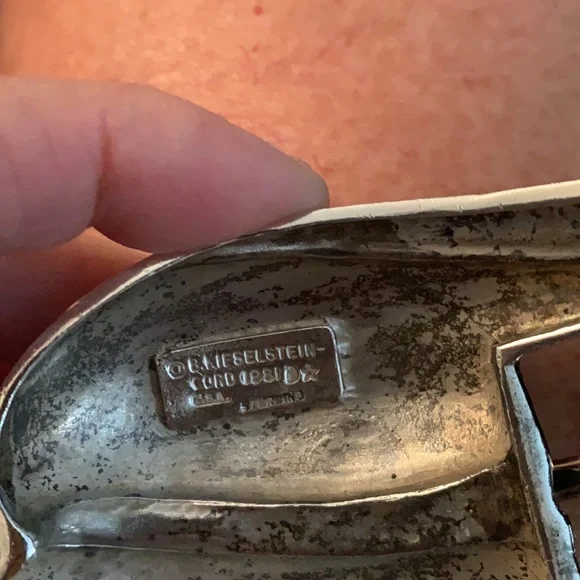 © B. KIESELSTEIN-
CORD 1981 D☆
STERLING